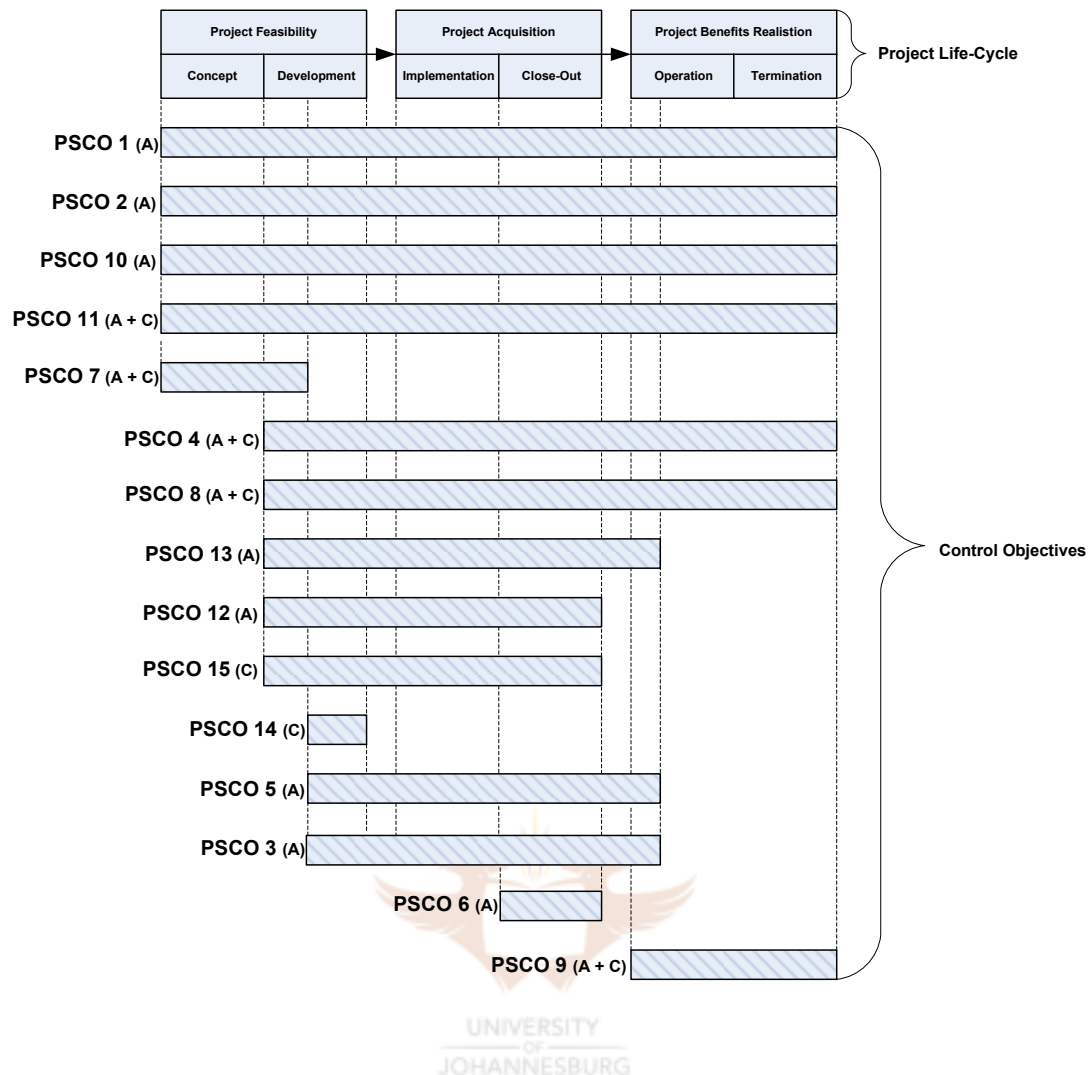 Project Feasibility
Project Acquisition
Project Benefits Realistion
Concept
Development
Implementation
Close-Out
Operation
Termination
Project Life-Cycle
PSCO 1 (A)
PSCO 2 (A)
PSCO 10 (A)
PSCO 11 (A + C)
PSCO 7 (A + C)
PSCO 4 (A + C)
PSCO 8 (A + C)
PSCO 13 (A)
Control Objectives
PSCO 12 (A)
PSCO 15 (C)
PSCO 14 (C)
PSCO 5 (A)
PSCO 3 (A)
PSCO 6 (A)
PSCO 9 (A + C)
UNIVERSITY
OF
JOHANNESBURG